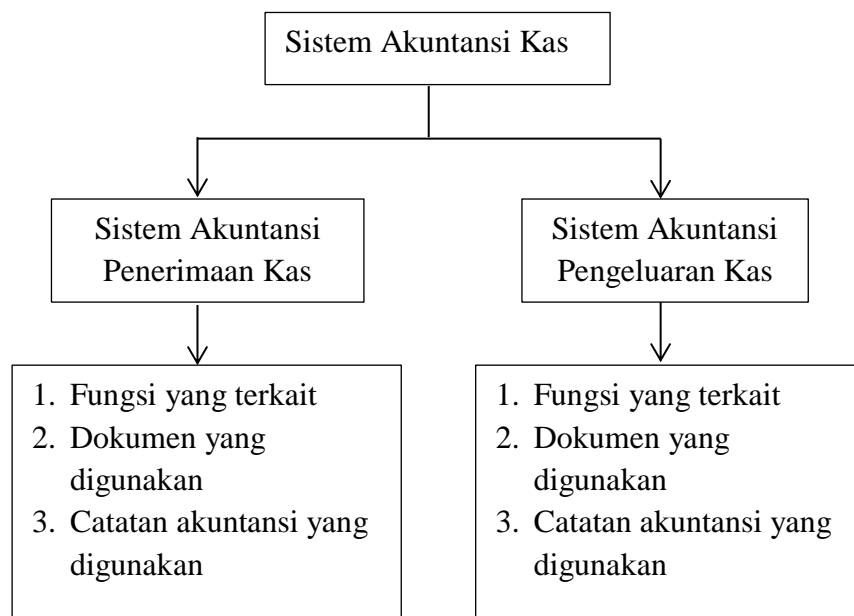 Sistem Akuntansi Kas
Sistem Akuntansi
Penerimaan Kas
Sistem Akuntansi
Pengeluaran Kas
1. Fungsi yang terkait
2. Dokumen yang
digunakan
3. Catatan akuntansi yang
digunakan
1. Fungsi yang terkait
2. Dokumen yang
digunakan
3. Catatan akuntansi yang
digunakan